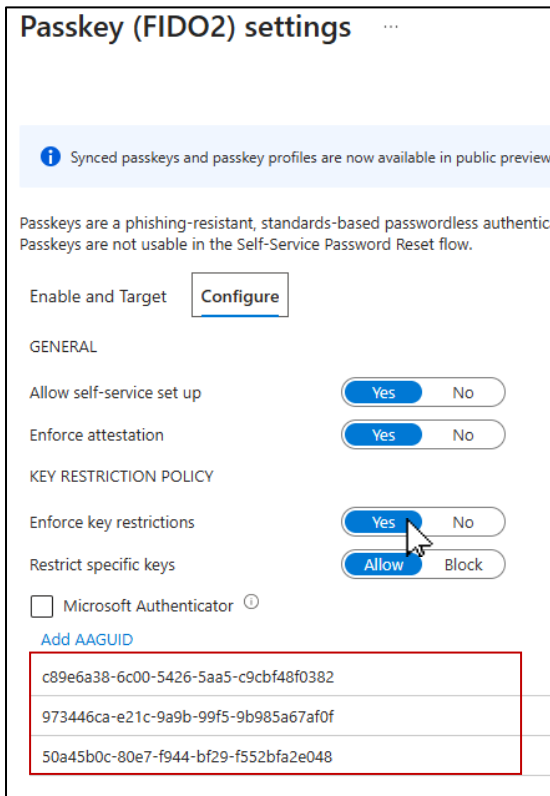 Passkey (FIDO2) settings ...
Synced passkeys and passkey profiles are now available in public preview
Passkeys are a phishing-resistant, standards-based passwordless authentic
Passkeys are not usable in the Self-Service Password Reset flow.
Enable and Target Configure
GENERAL
Allow self-service set up Yes No
Enforce attestation Yes No
KEY RESTRICTION POLICY
Enforce key restrictions Yes No
Restrict specific keys Allow Block
Microsoft Authenticator
Add AAGUID
c89e6a38-6c00-5426-5aa5-c9cbf48f0382
973446ca-e21c-9a9b-99f5-9b985a67af0f
50a45b0c-80e7-f944-bf29-f552bfa2e048